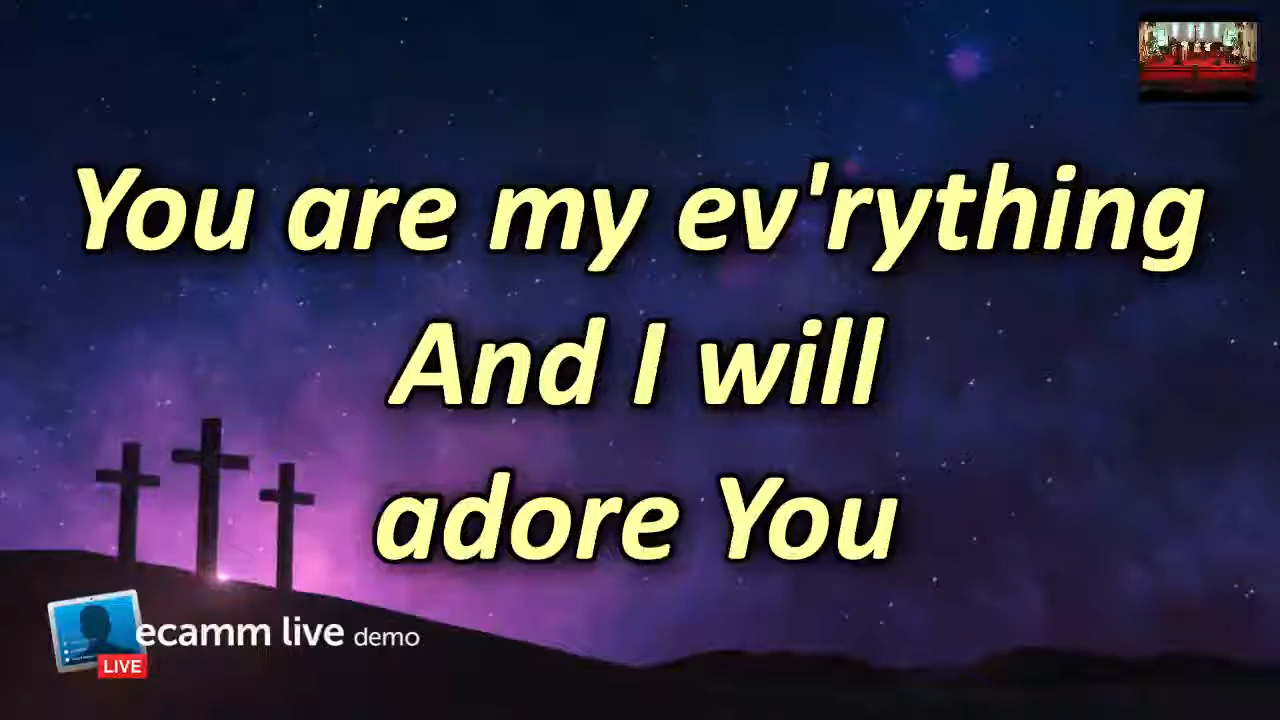 You are my ev'rything
And I will
adore You
ecamm live demo
LIVE